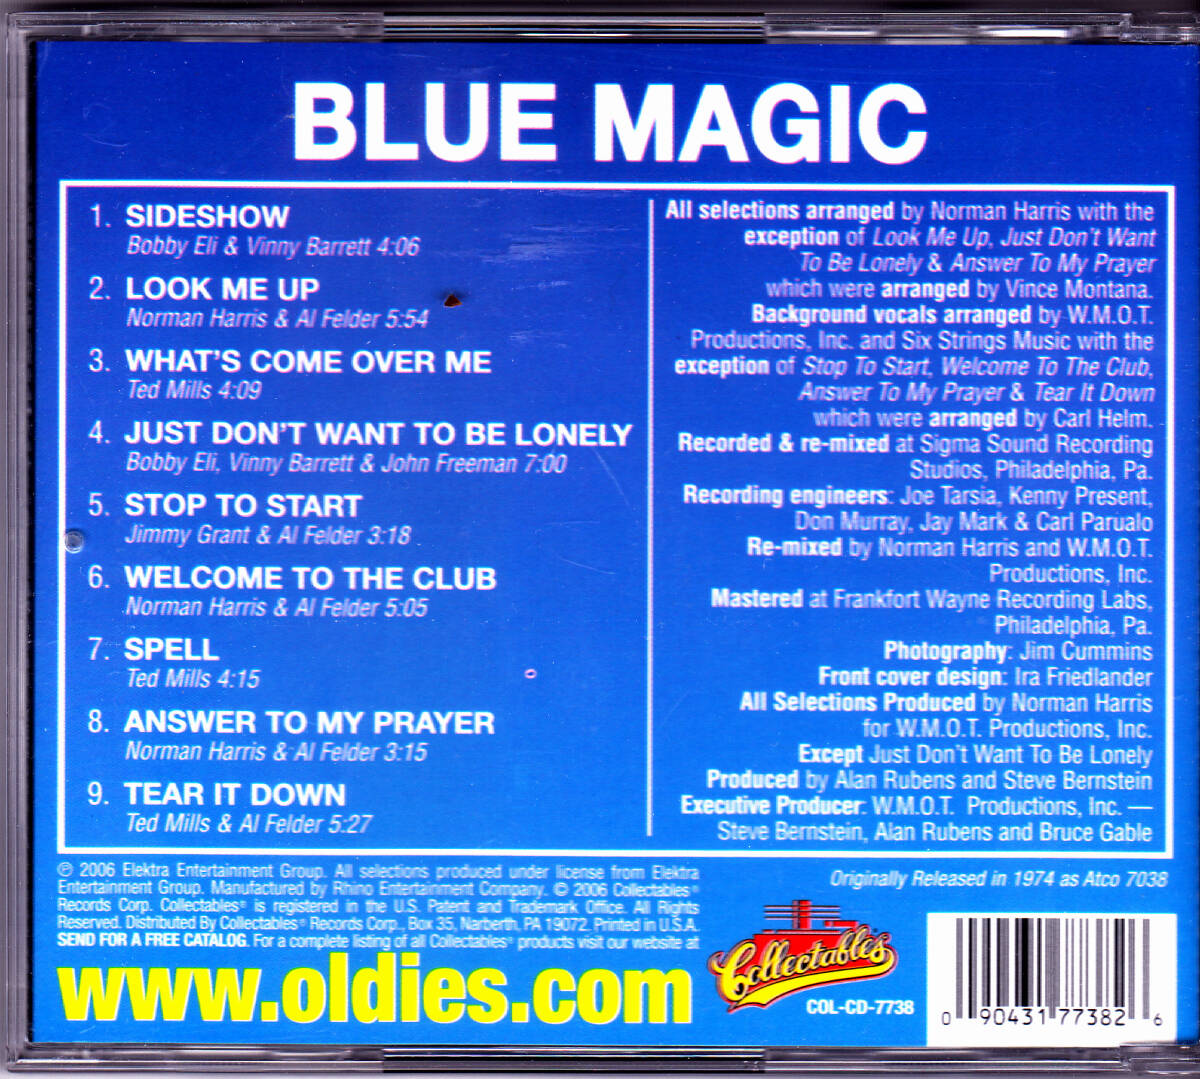 BLUE MAGIC
1. SIDESHOW
Bobby Eli & Vinny Barrett 4:06
2. LOOK ME UP
Norman Harris & Al Felder 5:54
3. WHAT'S COME OVER ME
Ted Mills 4:09
4. JUST DON'T WANT TO BE LONELY
Bobby Eli, Vinny Barrett & John Freeman 7:00
5. STOP TO START
Jimmy Grant & Al Felder 3:18
6. WELCOME TO THE CLUB
Norman Harris & Al Felder 5:05
7. SPELL
Ted Mills 4:15
8. ANSWER TO MY PRAYER
Norman Harris & Al Felder 3:15
9. TEAR IT DOWN
Ted Mills & Al Felder 5:27
All selections arranged by Norman Harris with the
exception of Look Me Up, Just Don't Want
To Be Lonely & Answer To My Prayer
which were arranged by Vince Montana.
Background vocals arranged by W.M.O.T.
Productions, Inc. and Six Strings Music with the
exception of Stop To Start, Welcome To The Club,
Answer To My Prayer & Tear It Down
which were arranged by Carl Helm.
Recorded & re-mixed at Sigma Sound Recording
Studios, Philadelphia, Pa.
Recording engineers: Joe Tarsia, Kenny Present,
Don Murray, Jay Mark & Carl Parualo
Re-mixed by Norman Harris and W.M.O.T.
Productions, Inc.
Mastered at Frankfort Wayne Recording Labs,
Philadelphia, Pa.
Photography: Jim Cummins
Front cover design: Ira Friedlander
All Selections Produced by Norman Harris
for W.M.O.T. Productions, Inc.
Except Just Don't Want To Be Lonely
Produced by Alan Rubens and Steve Bernstein
Executive Producer: W.M.O.T. Productions, Inc. —
Steve Bernstein, Alan Rubens and Bruce Gable
℗ 2006 Elektra Entertainment Group. All selections produced under license from Elektra
Entertainment Group. Manufactured by Rhino Entertainment Company. © 2006 Collectables®
Records Corp. Collectables® is registered in the U.S. Patent and Trademark Office. All Rights
Reserved. Distributed By Collectables® Records Corp., Box 35, Narberth, PA 19072. Printed in U.S.A.
SEND FOR A FREE CATALOG. For a complete listing of all Collectables® products visit our website at
www.oldies.com
Originally Released in 1974 as Atco 7038
Collectables
COL-CD-7738
0 90431 77382 6